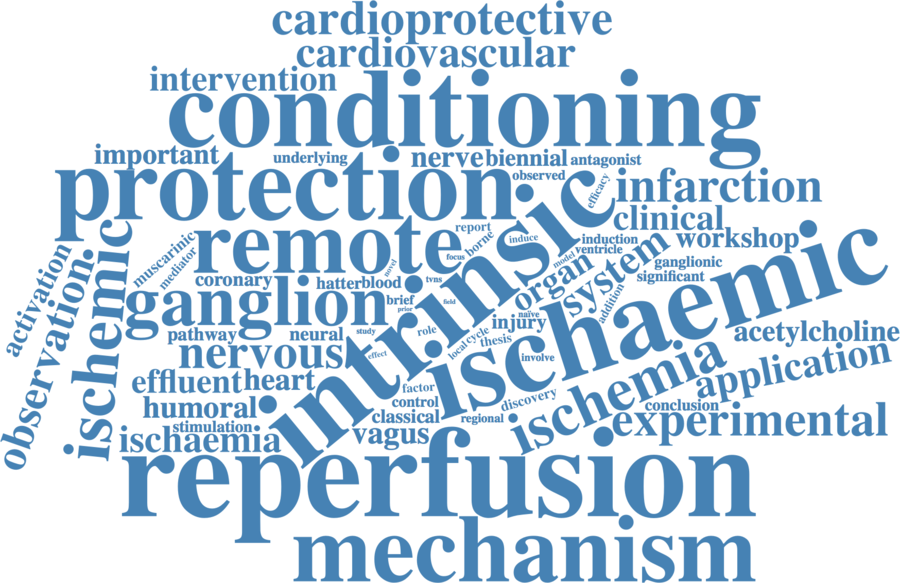 cardioprotective
cardiovascular
intervention
conditioning
important
underlying
nerve
biennial
antagonist
observed
protection
efficacy
infarction
intrinsic
clinical
remote
report
borne
induce
induction
ventricle
workshop
muscarinic
mediator
focus
model
organ
system
ganglionic
significant
activation
observation
ischemic
coronary
hatter
blood
novel
tvns
ischaemic
ganglion
brief
prior
field
naïve
addition
pathway
neural
study
role
injury
cycle
thesis
local
acetylcholine
nervous
effect
involve
ischemia
application
effluent
heart
factor
control
discovery
conclusion
humoral
classical
regional
experimental
stimulation
ischaemia
vagus
reperfusion
mechanism